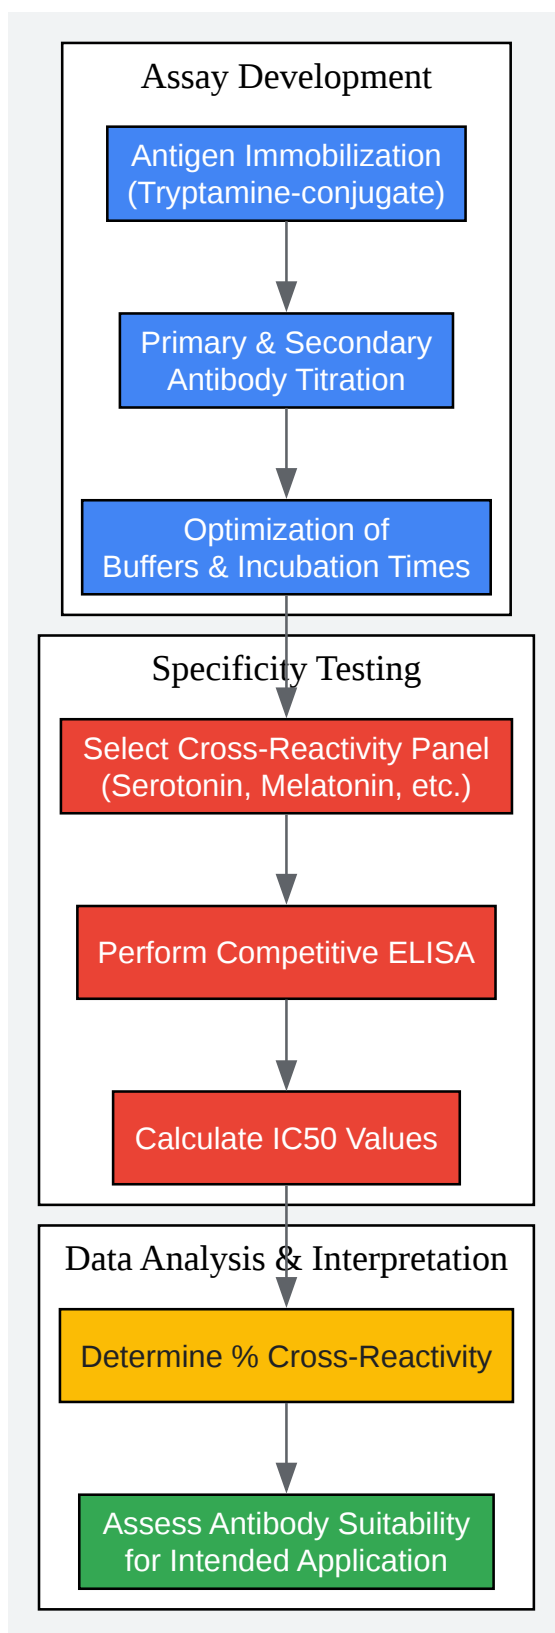 Assay Development
Antigen Immobilization
(Tryptamine-conjugate)
Primary & Secondary
Antibody Titration
Optimization of
Buffers & Incubation Times
Specificity Testing
Select Cross-Reactivity Panel
(Serotonin, Melatonin, etc.)
Perform Competitive ELISA
Calculate IC50 Values
Data Analysis & Interpretation
Determine % Cross-Reactivity
Assess Antibody Suitability
for Intended Application